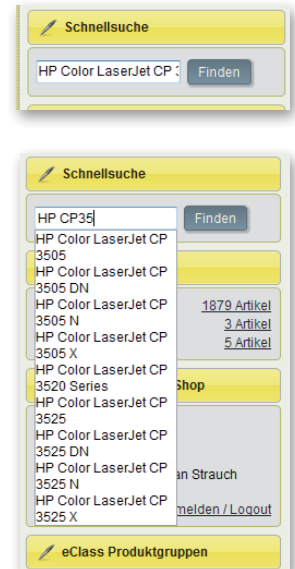 Schnellsuche
HP Color LaserJet CP
Finden
Schnellsuche
HP CP35
Finden
HP Color LaserJet CP
3505
HP Color LaserJet CP
3505 DN
HP Color LaserJet CP
3505 N
HP Color LaserJet CP
3505 X
HP Color LaserJet CP
3520 Series
HP Color LaserJet CP
3525
HP Color LaserJet CP
3525 DN
HP Color LaserJet CP
3525 N
HP Color LaserJet CP
3525 X
1879 Artikel
3 Artikel
5 Artikel
Shop
an Strauch
melden / Logout
eClass Produktgruppen